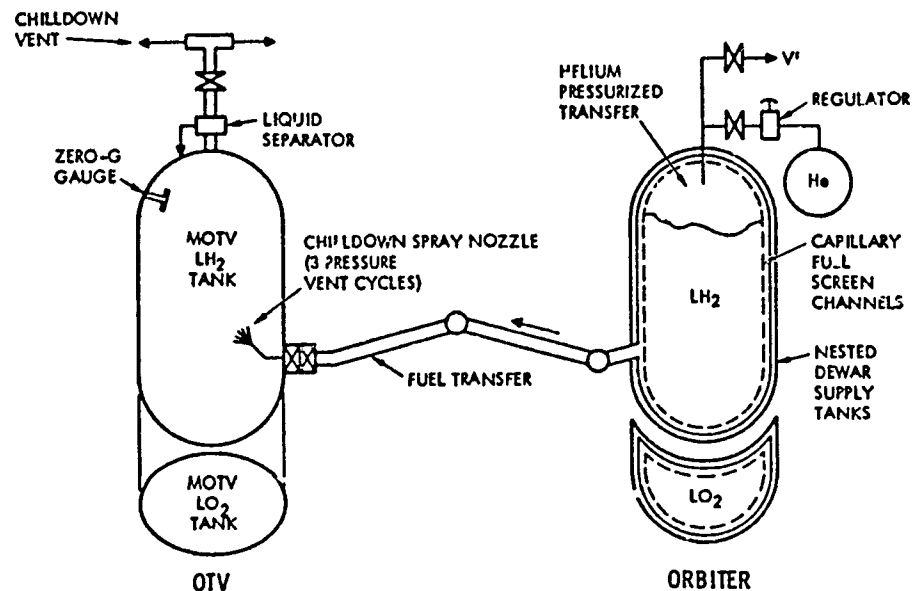 CHILLDOWN
VENT
LIQUID
SEPARATOR
ZERO-G
GAUGE
MOTV
LH2
TANK
CHILLDOWN SPRAY NOZZLE
(3 PRESSURE
VENT CYCLES)
FUEL TRANSFER
MOTV
LO2
TANK
OTV
HELIUM
PRESSURIZED
TRANSFER
REGULATOR
He
CAPILLARY
FULL
SCREEN
CHANNELS
LH2
NESTED
DEWAR
SUPPLY
TANKS
LO2
ORBITER